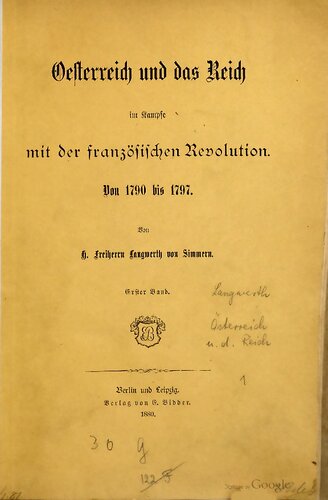 Oesterreich und das Reich
im Kampfe
mit der französischen Revolution.
Von 1790 bis 1797.
Von
H. Freiherrn Langwerth von Simmern.
Erster Band.
Langwerth
Österreich
u. d. Reich
1
Berlin und Leipzig.
Verlag von E. Bidder.
1880.
30 g
122
Google